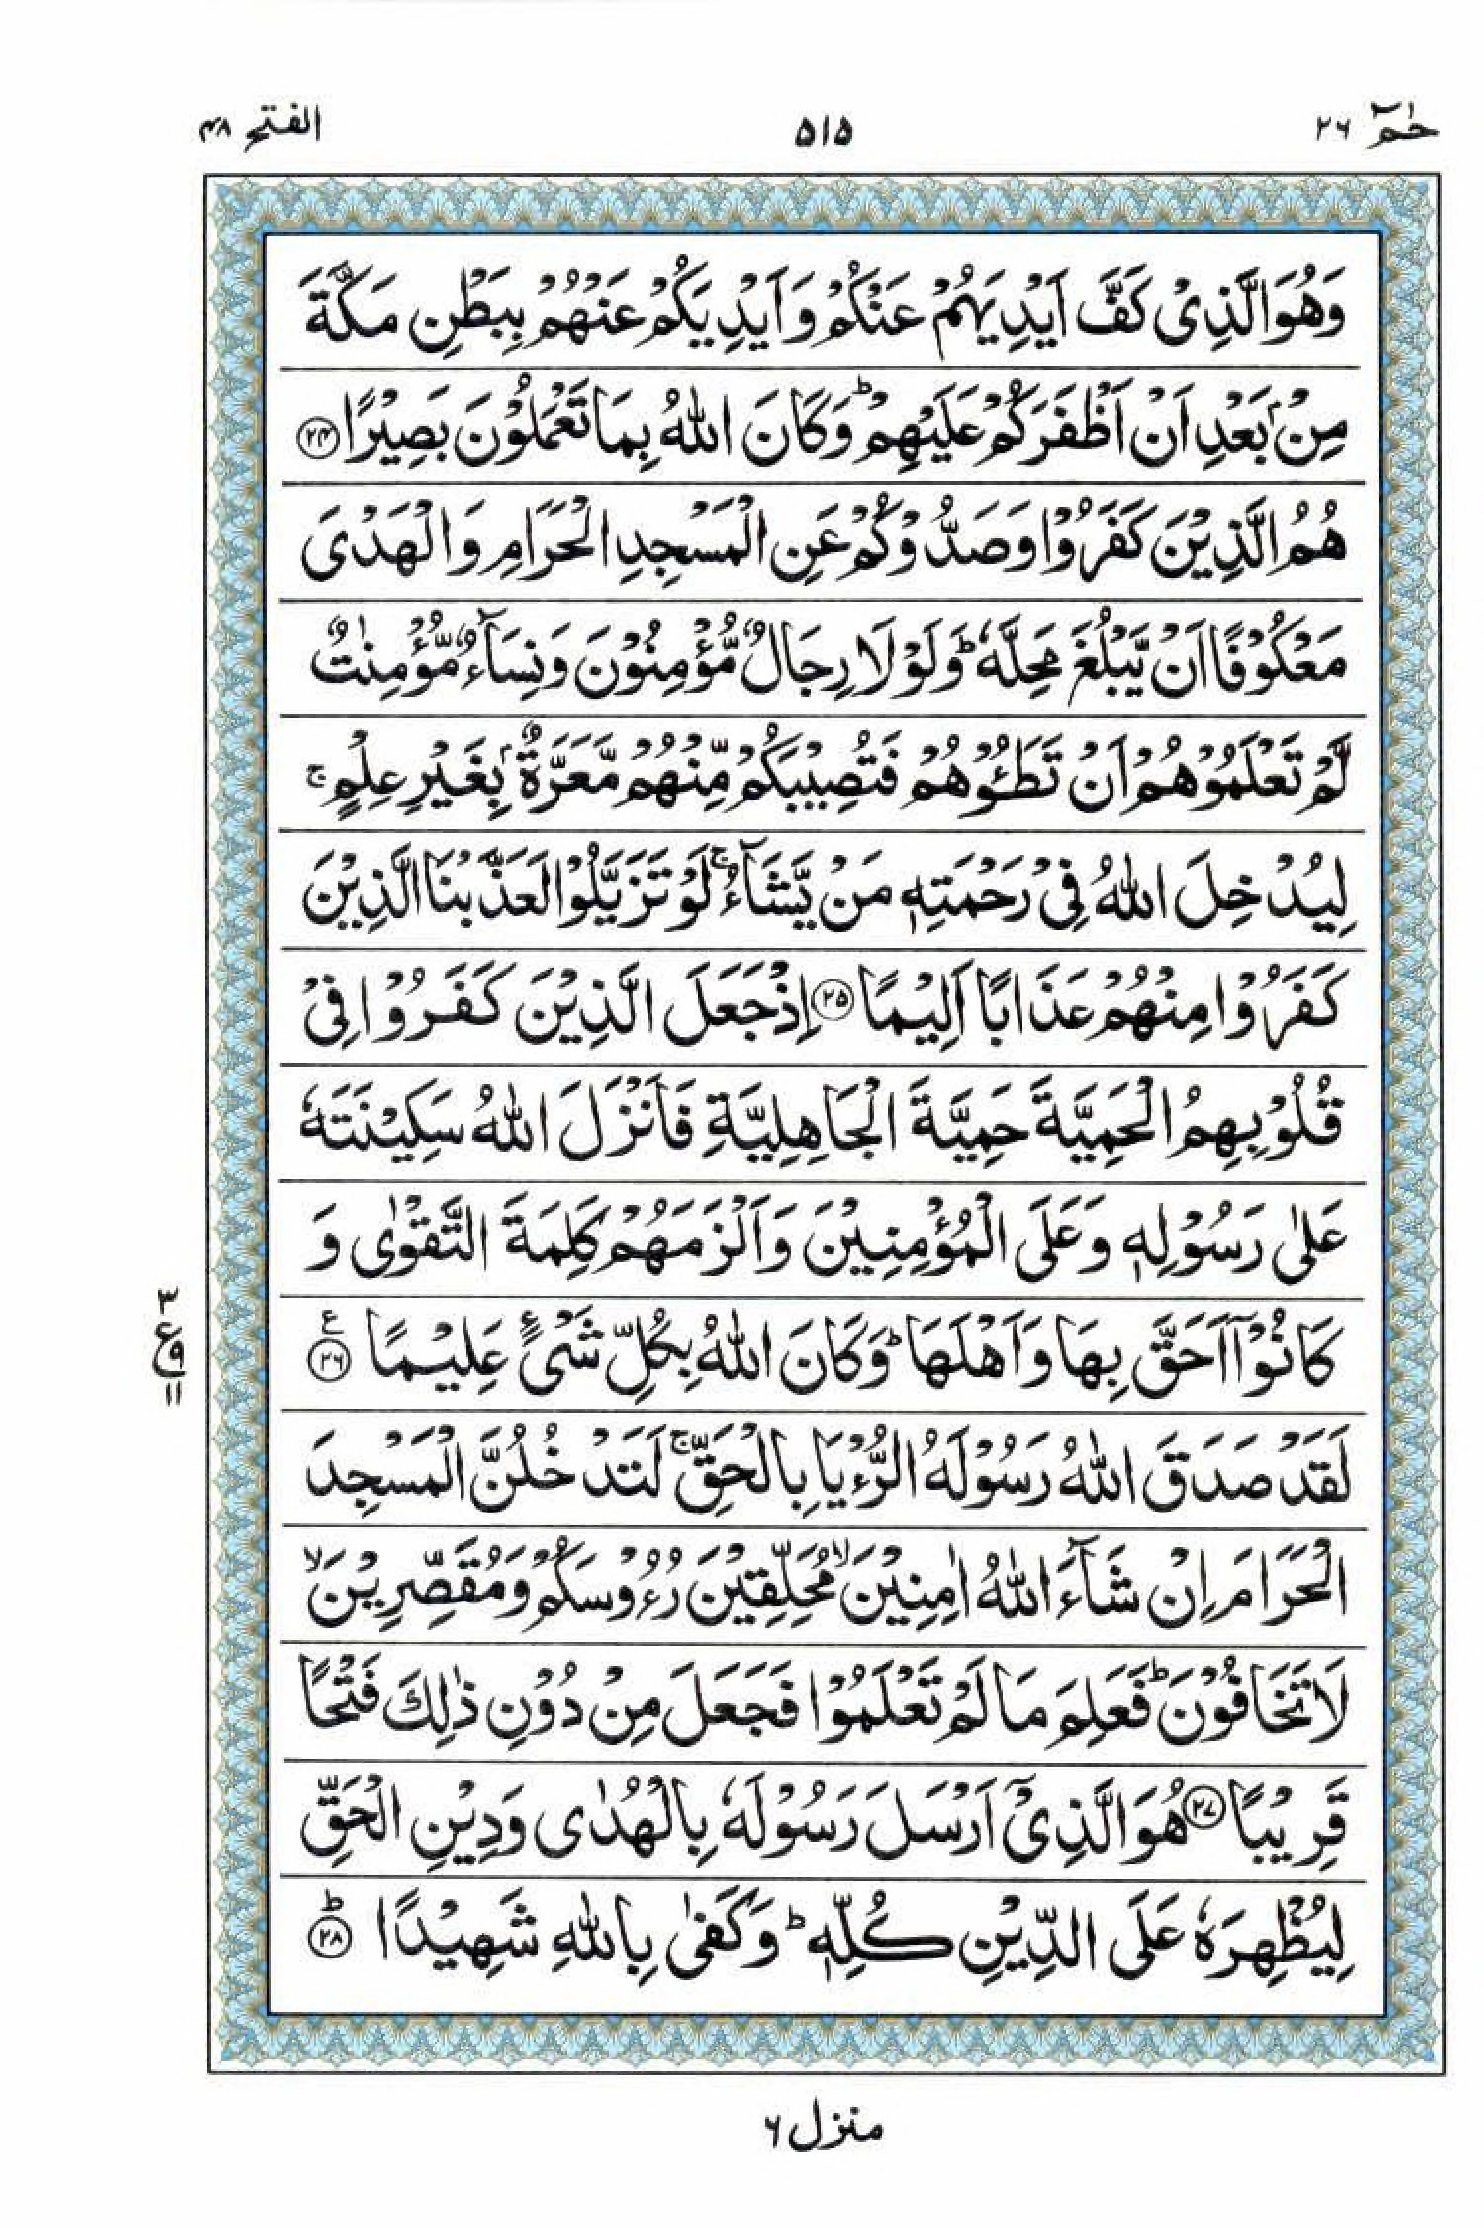 حٰمٓ ٢٦ ٥١٥ الفتح ٤٨
وَهُوَ الَّذِىْ كَفَّ اَيْدِيَهُمْ عَنْكُمْ وَاَيْدِيَكُمْ عَنْهُمْ بِبَطْنِ مَكَّةَ
مِنْۢ بَعْدِ اَنْ اَظْفَرَكُمْ عَلَيْهِمْ ؕ وَكَانَ اللّٰهُ بِمَا تَعْمَلُوْنَ بَصِيْرًا ﴿٢٤﴾
هُمُ الَّذِيْنَ كَفَرُوْا وَصَدُّوْكُمْ عَنِ الْمَسْجِدِ الْحَرَامِ وَالْهَدْىَ
مَعْكُوْفًا اَنْ يَّبْلُغَ مَحِلَّهٗ ؕ وَلَوْلَا رِجَالٌ مُّؤْمِنُوْنَ وَنِسَآءٌ مُّؤْمِنٰتٌ
لَّمْ تَعْلَمُوْهُمْ اَنْ تَطَـُٔوْهُمْ فَتُصِيْبَكُمْ مِّنْهُمْ مَّعَرَّةٌۢ بِغَيْرِ عِلْمٍ ۚ
لِيُدْخِلَ اللّٰهُ فِىْ رَحْمَتِهٖ مَنْ يَّشَآءُ ۚ لَوْ تَزَيَّلُوْا لَعَذَّبْنَا الَّذِيْنَ
كَفَرُوْا مِنْهُمْ عَذَابًا اَلِيْمًا ﴿٢٥﴾ اِذْ جَعَلَ الَّذِيْنَ كَفَرُوْا فِىْ
قُلُوْبِهِمُ الْحَمِيَّةَ حَمِيَّةَ الْجَاهِلِيَّةِ فَاَنْزَلَ اللّٰهُ سَكِيْنَتَهٗ
عَلٰى رَسُوْلِهٖ وَعَلَى الْمُؤْمِنِيْنَ وَاَلْزَمَهُمْ كَلِمَةَ التَّقْوٰى وَ
كَانُوْٓا اَحَقَّ بِهَا وَاَهْلَهَا ؕ وَكَانَ اللّٰهُ بِكُلِّ شَىْءٍ عَلِيْمًا ﴿٢٦﴾ ع
٣
ع ٩
١١
لَقَدْ صَدَقَ اللّٰهُ رَسُوْلَهُ الرُّءْيَا بِالْحَقِّ ۚ لَتَدْخُلُنَّ الْمَسْجِدَ
الْحَرَامَ اِنْ شَآءَ اللّٰهُ اٰمِنِيْنَ ۙ مُحَلِّقِيْنَ رُءُوْسَكُمْ وَمُقَصِّرِيْنَ ۙ
لَا تَخَافُوْنَ ؕ فَعَلِمَ مَا لَمْ تَعْلَمُوْا فَجَعَلَ مِنْ دُوْنِ ذٰلِكَ فَتْحًا
قَرِيْبًا ﴿٢٧﴾ هُوَ الَّذِىْٓ اَرْسَلَ رَسُوْلَهٗ بِالْهُدٰى وَدِيْنِ الْحَقِّ
لِيُظْهِرَهٗ عَلَى الدِّيْنِ كُلِّهٖ ؕ وَكَفٰى بِاللّٰهِ شَهِيْدًا ﴿٢٨﴾ ؕ
منزل ٦